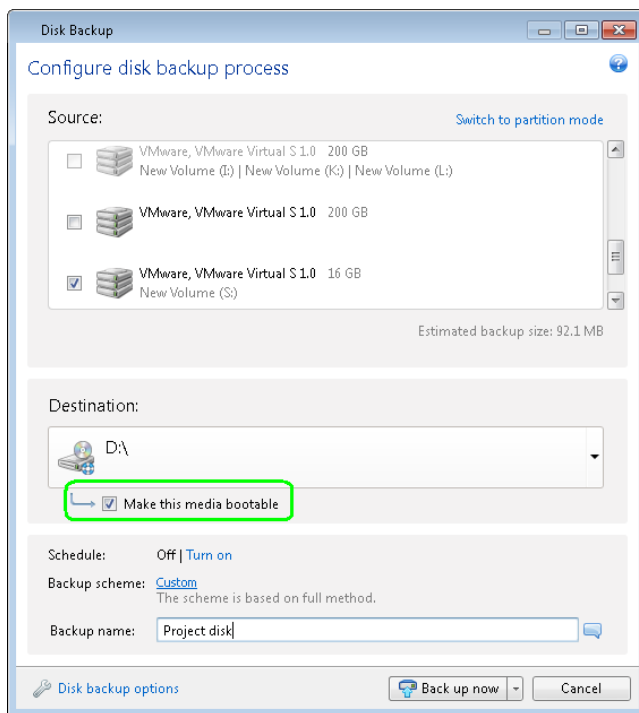 Disk Backup
Configure disk backup process
Source:
Switch to partition mode
VMware, VMware Virtual S 1.0 200 GB
New Volume (I:) | New Volume (K:) | New Volume (L:)
VMware, VMware Virtual S 1.0 200 GB
VMware, VMware Virtual S 1.0 16 GB
New Volume (S:)
Estimated backup size: 92.1 MB
Destination:
D:\
Make this media bootable
Schedule: Off | Turn on
Backup scheme: Custom
The scheme is based on full method.
Backup name: Project disk
Disk backup options
Back up now
Cancel